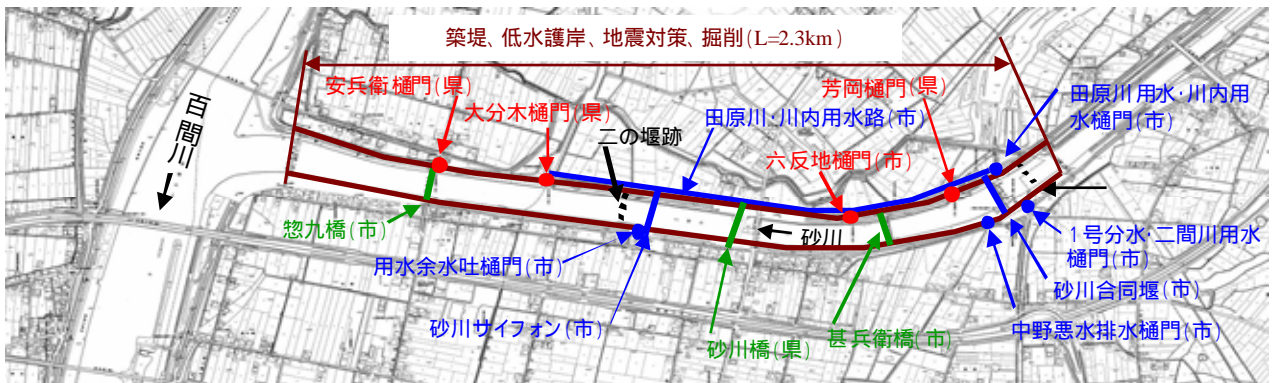 築堤、低水護岸、地震対策、掘削(L=2.3km)
安兵衛樋門(県)
大分木樋門(県)
二の堰跡
田原川・川内用水路(市)
六反地樋門(市)
芳岡樋門(県)
田原川用水・川内用
水樋門(市)
百間川
惣九橋(市)
用水余水吐樋門(市)
砂川サイフォン(市)
砂川橋(県)
砂川
甚兵衛橋(市)
1号分水・二間川用水
樋門(市)
砂川合同堰(市)
中野悪水排水樋門(市)